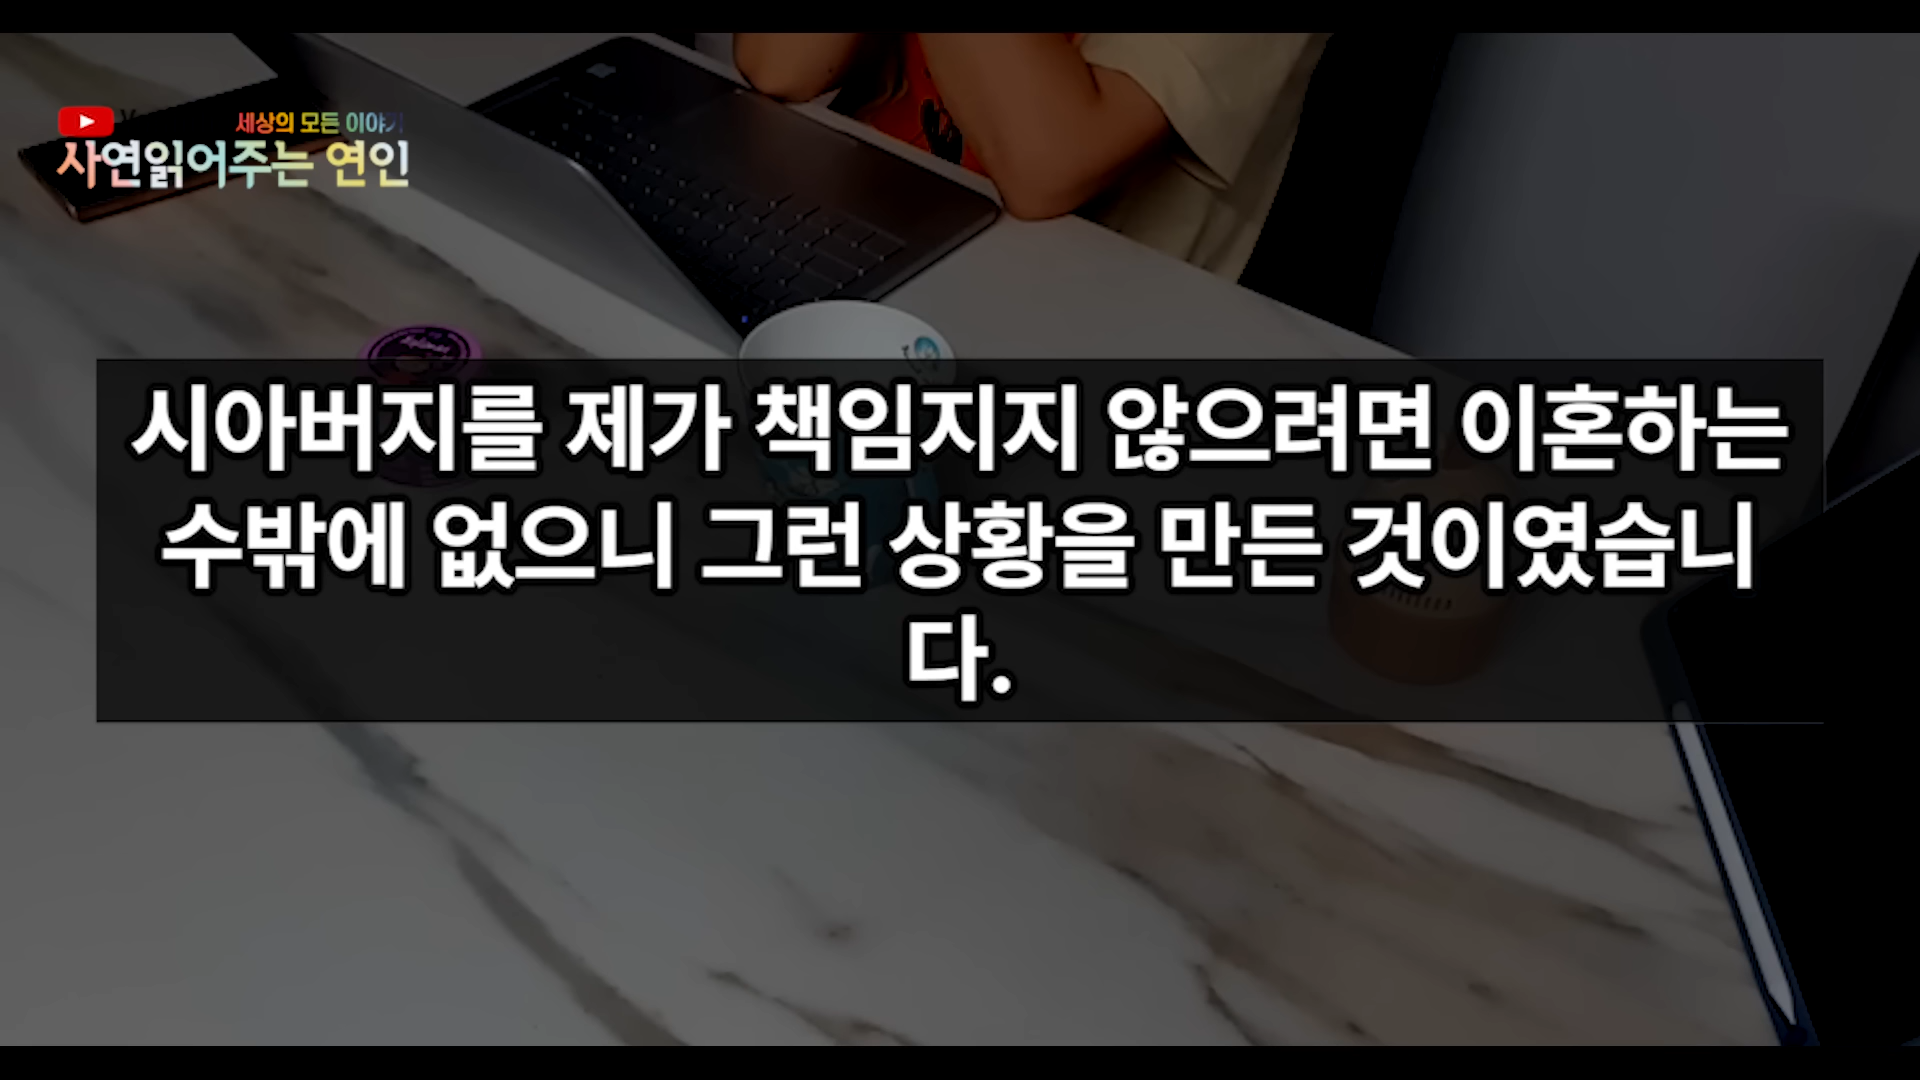 세상의 모든 이야기
사연읽어주는 연인
시아버지를 제가 책임지지 않으려면 이혼하는
수밖에 없으니 그런 상황을 만든 것이였습니
다.